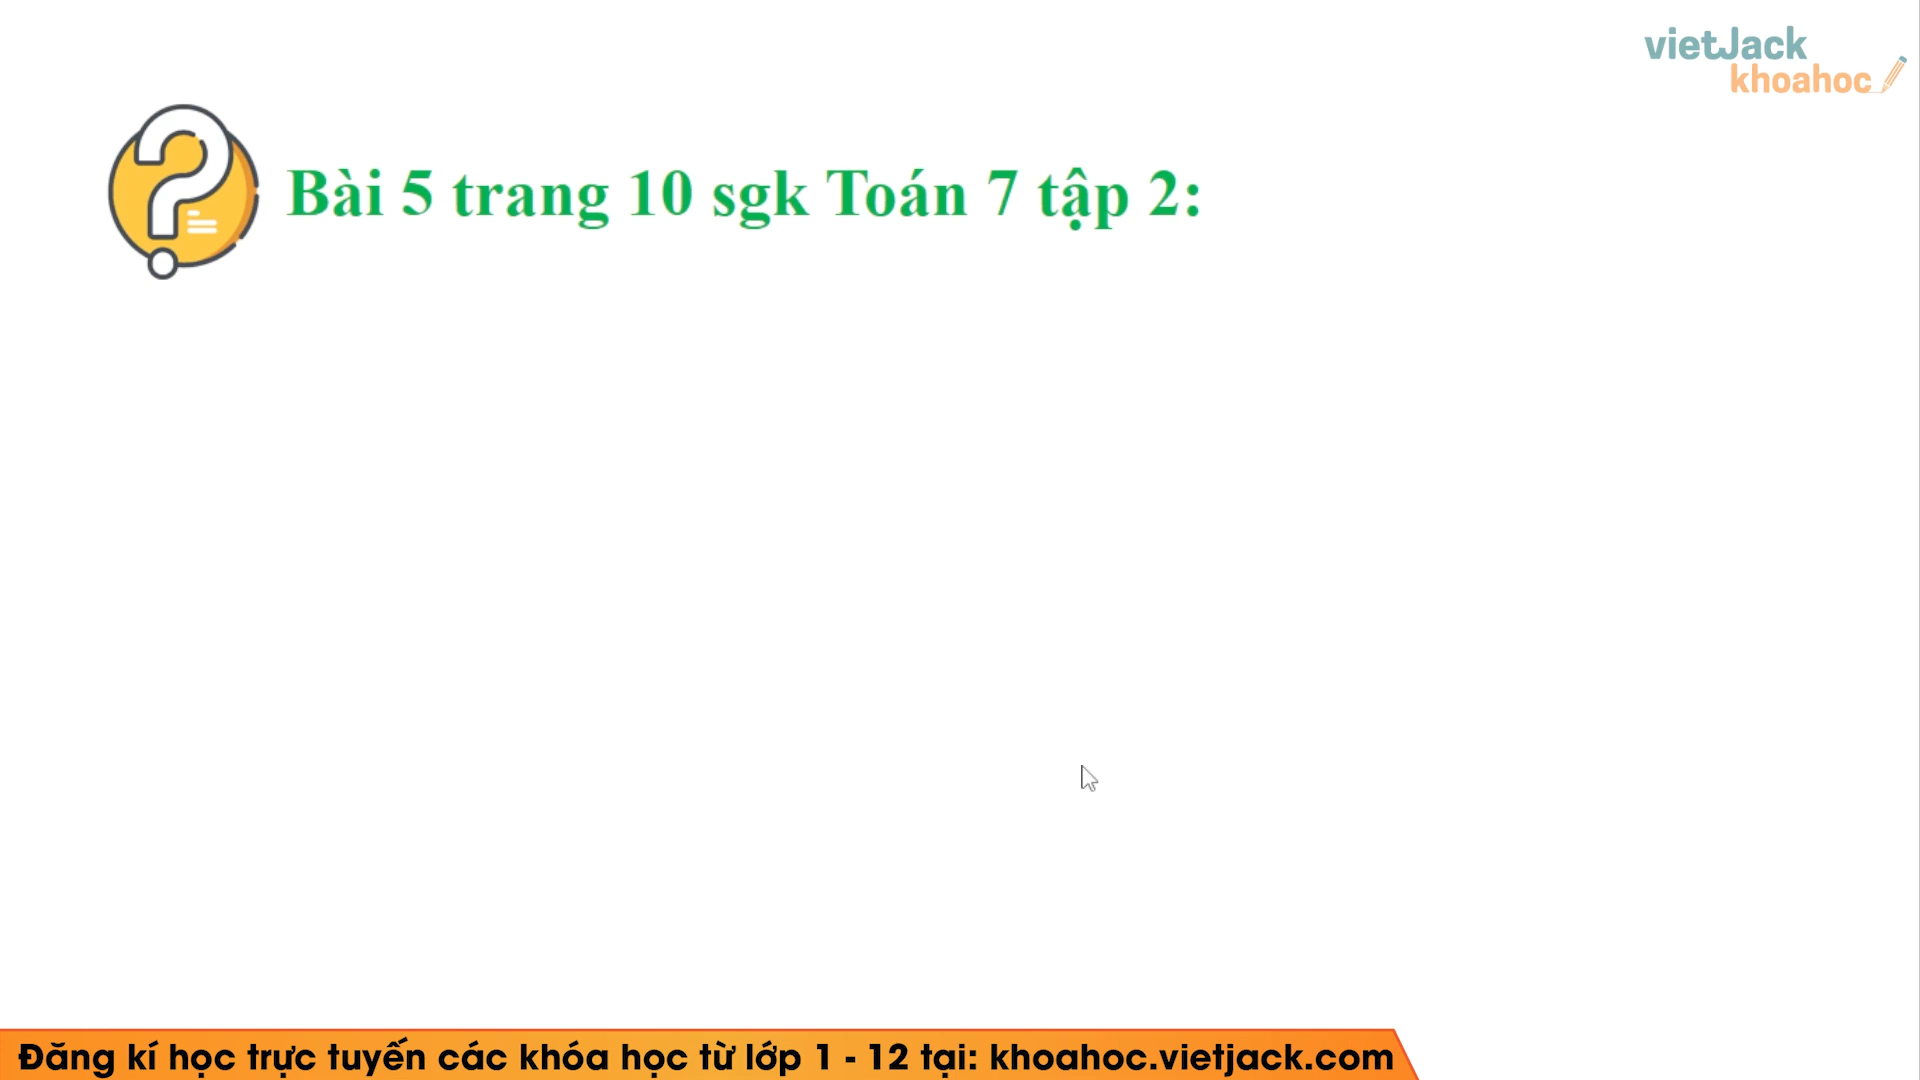 vietJack
khoahoc
Bài 5 trang 10 sgk Toán 7 tập 2:
Đăng kí học trực tuyến các khóa học từ lớp 1 - 12 tại: khoahoc.vietjack.com